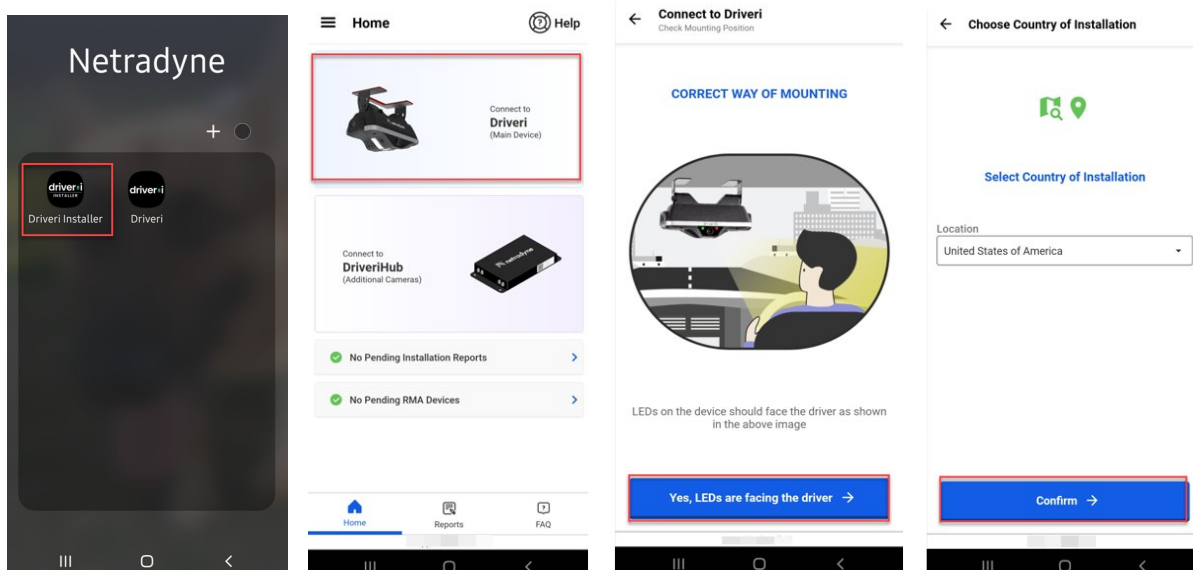 Netradyne
+
driver•i
INSTALLER
Driveri Installer
driver•i
Driveri
Home
? Help
Connect to
Driveri
(Main Device)
Connect to
DriveriHub
(Additional Cameras)
netradyne
No Pending Installation Reports
No Pending RMA Devices
Home
Reports
FAQ
Connect to Driveri
Check Mounting Position
CORRECT WAY OF MOUNTING
LEDs on the device should face the driver as shown
in the above image
Yes, LEDs are facing the driver →
Choose Country of Installation
Select Country of Installation
Location
United States of America
Confirm →